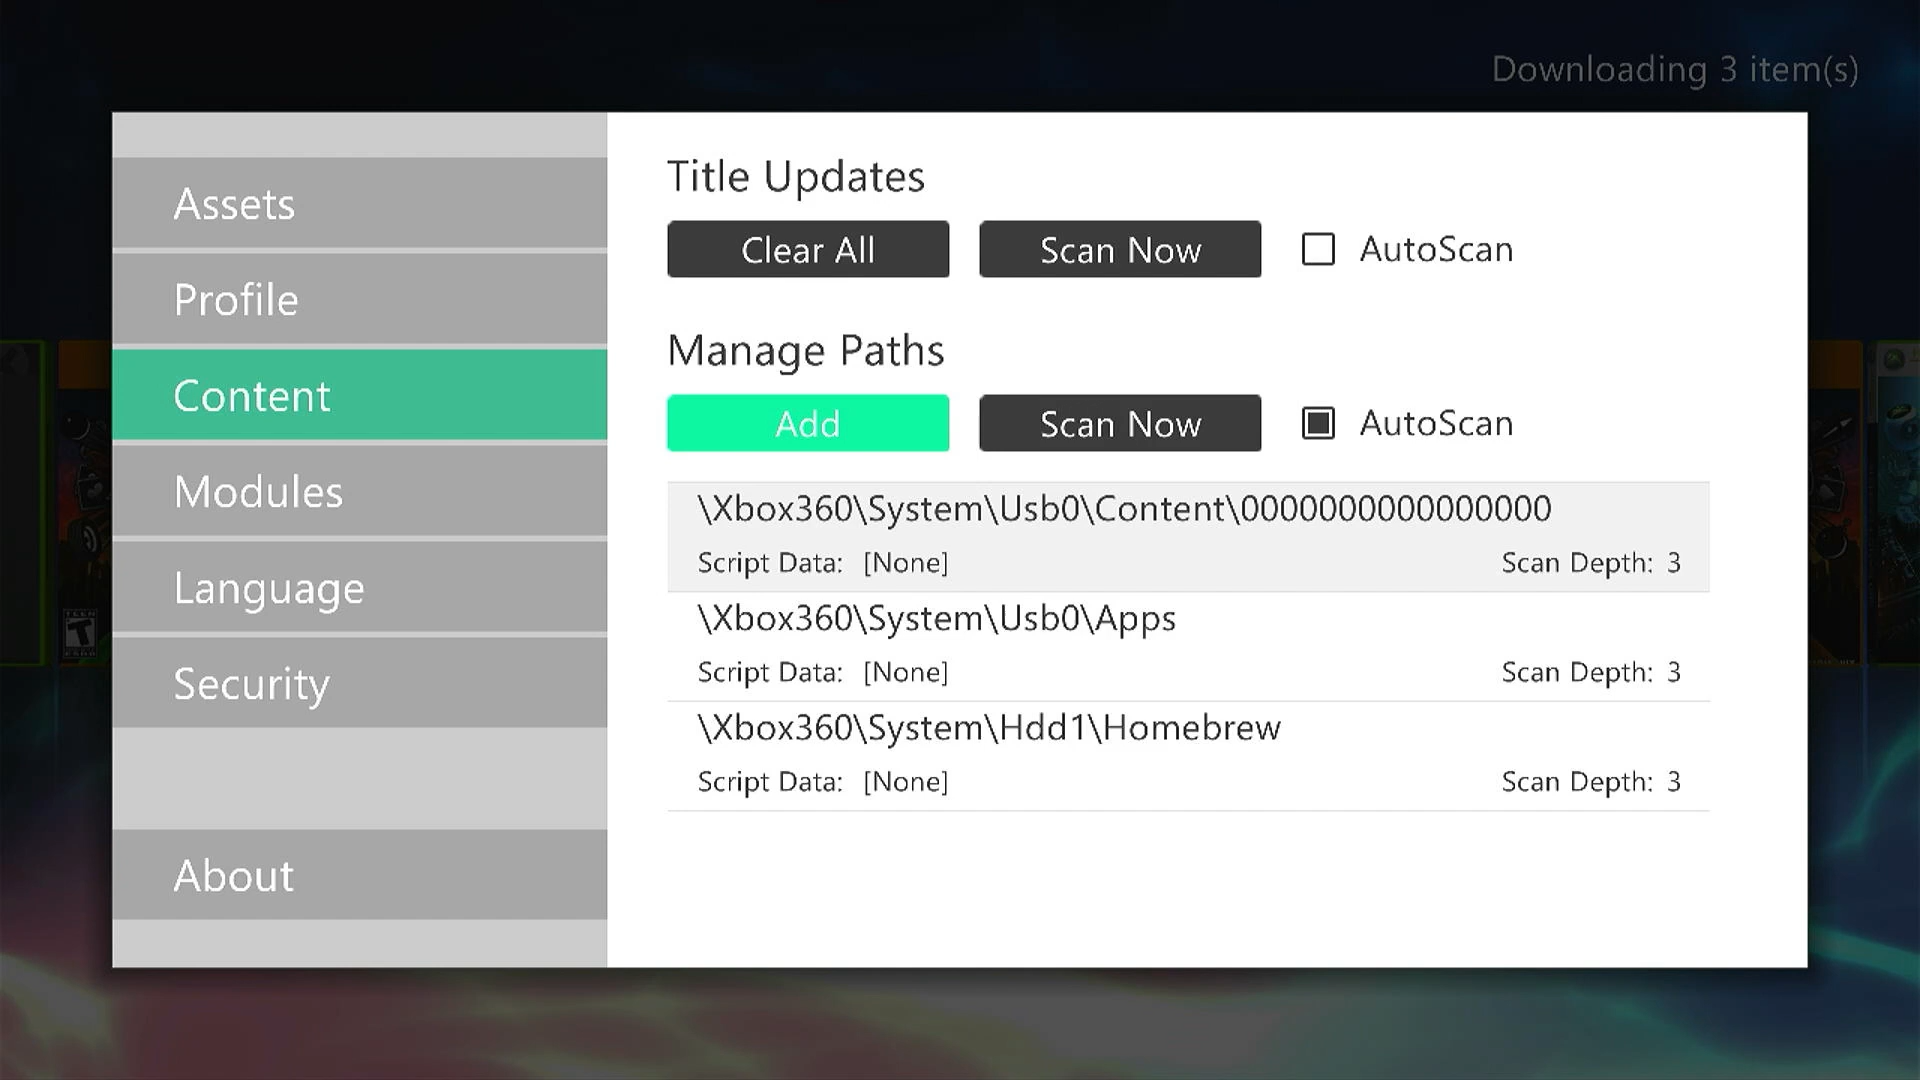 Downloading 3 item(s)
Assets
Profile
Content
Modules
Language
Security
About
Title Updates
Clear All
Scan Now
AutoScan
Manage Paths
Add
Scan Now
AutoScan
\Xbox360\System\Usb0\Content\0000000000000000
Script Data: [None]
Scan Depth: 3
\Xbox360\System\Usb0\Apps
Script Data: [None]
Scan Depth: 3
\Xbox360\System\Hdd1\Homebrew
Script Data: [None]
Scan Depth: 3
TEEN
T